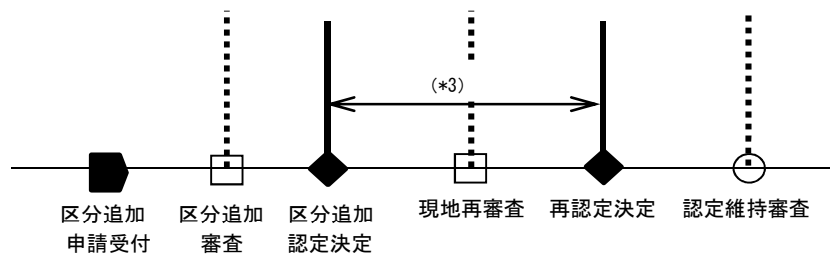 (*3)
区分追加
申請受付
区分追加
審査
区分追加
認定決定
現地再審査
再認定決定
認定維持審査